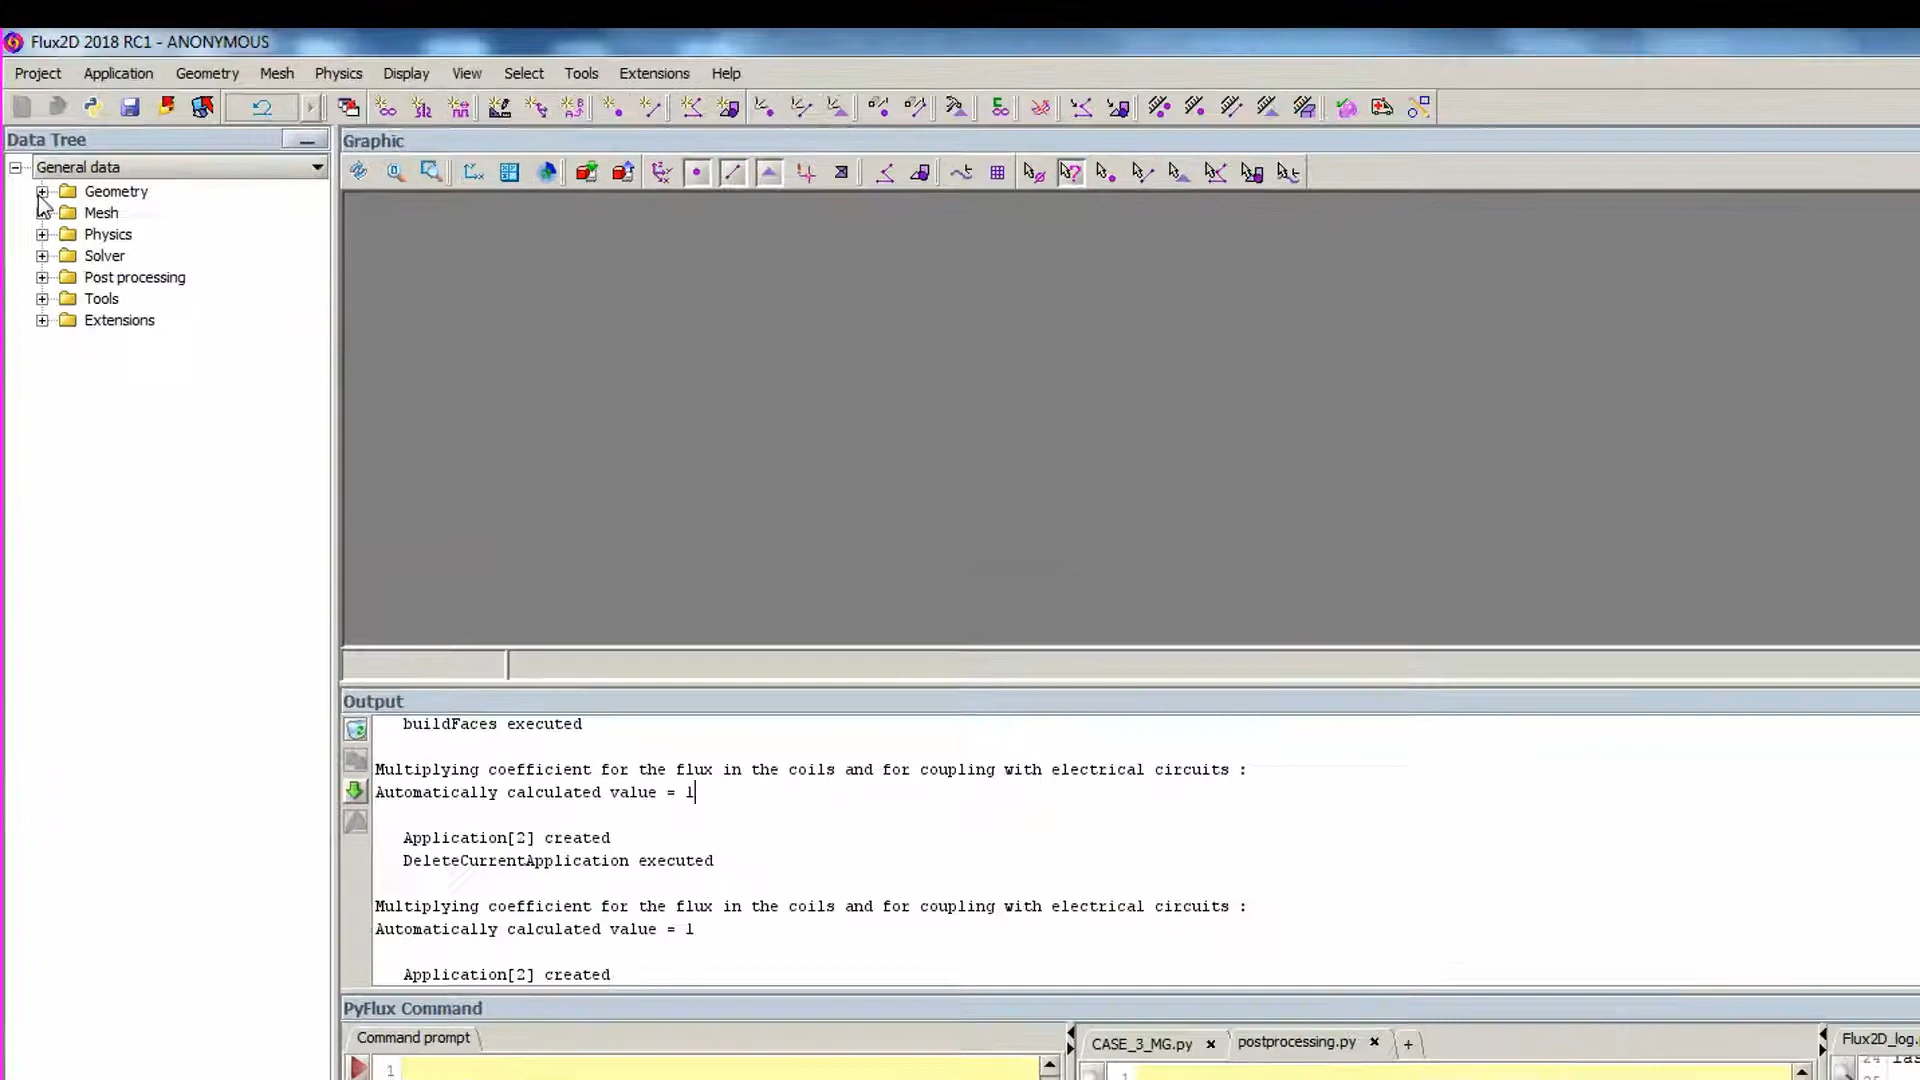 Flux2D 2018 RC1 - ANONYMOUS
Project Application Geometry Mesh Physics Display View Select Tools Extensions Help
Data Tree
General data
Geometry
Mesh
Physics
Solver
Post processing
Tools
Extensions
Graphic
Output
buildFaces executed
Multiplying coefficient for the flux in the coils and for coupling with electrical circuits :
Automatically calculated value = 1
Application[2] created
DeleteCurrentApplication executed
Multiplying coefficient for the flux in the coils and for coupling with electrical circuits :
Automatically calculated value = 1
Application[2] created
PyFlux Command
Command prompt
CASE_3_MG.py postprocessing.py +
Flux2D_log.
1
1
24